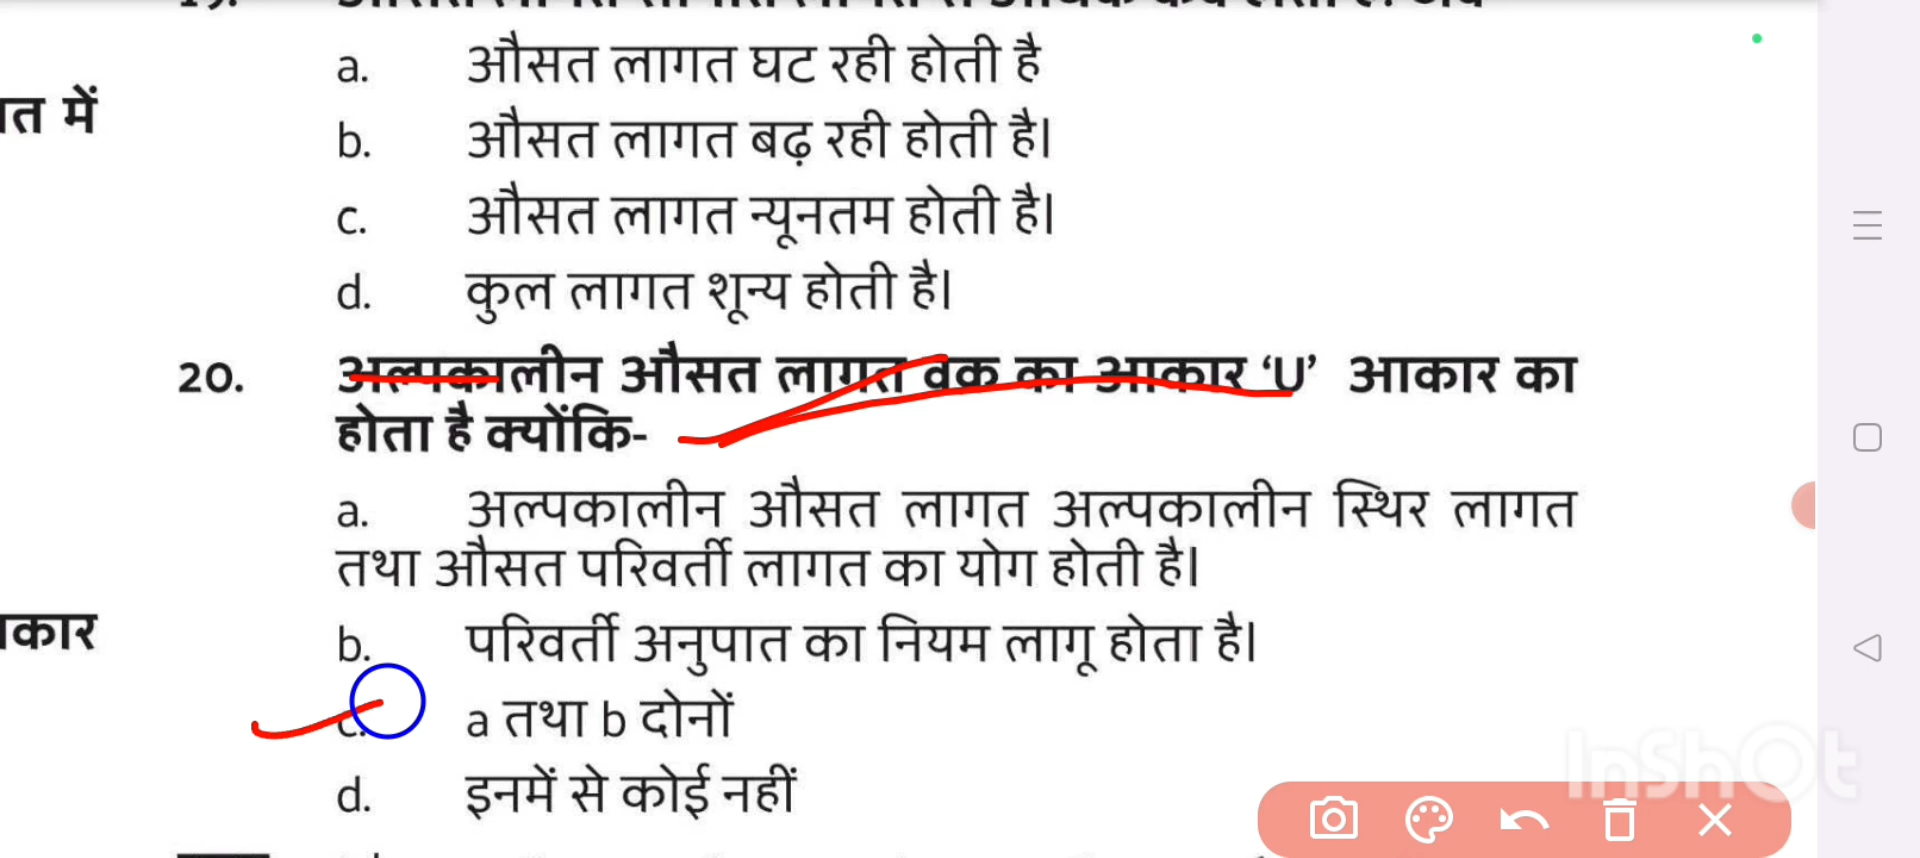 a. औसत लागत घट रही होती है
त में
b. औसत लागत बढ़ रही होती है।
c. औसत लागत न्यूनतम होती है।
d. कुल लागत शून्य होती है।
20. अल्पकालीन औसत लागत वक्र का आकार ‘U’ आकार का
होता है क्योंकि-
a. अल्पकालीन औसत लागत अल्पकालीन स्थिर लागत
तथा औसत परिवर्ती लागत का योग होती है।
कार
b. परिवर्ती अनुपात का नियम लागू होता है।
c. a तथा b दोनों
d. इनमें से कोई नहीं
InShOt